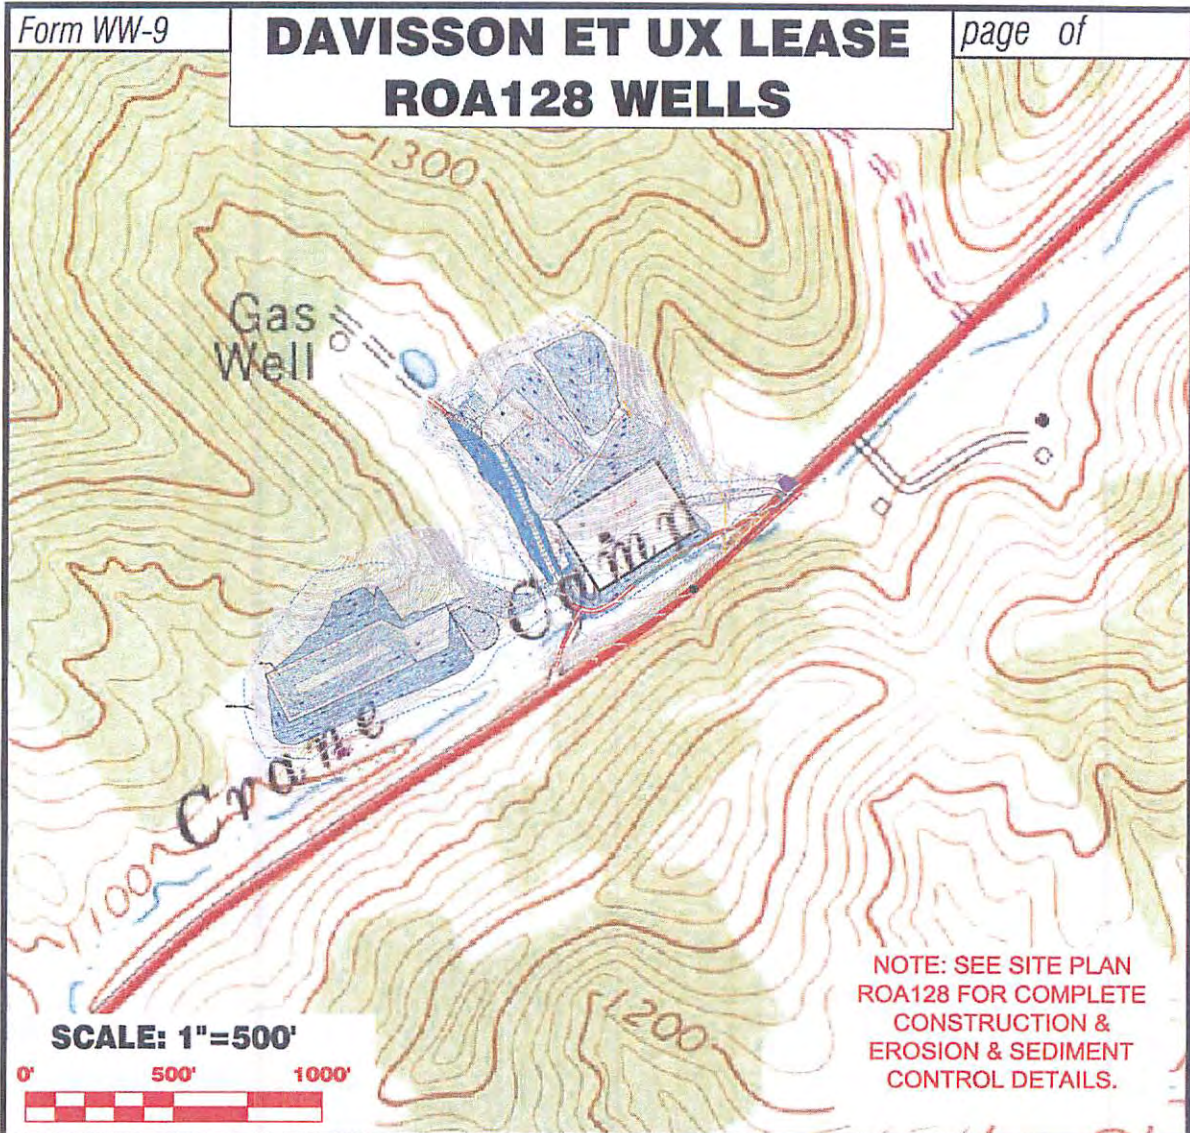 Form WW-9
DAVISSON ET UX LEASE
ROA128 WELLS
page of
1300
Gas
Well
Camp
Crane
1100
1200
NOTE: SEE SITE PLAN
ROA128 FOR COMPLETE
CONSTRUCTION &
EROSION & SEDIMENT
CONTROL DETAILS.
SCALE: 1"=500'
0' 500' 1000'